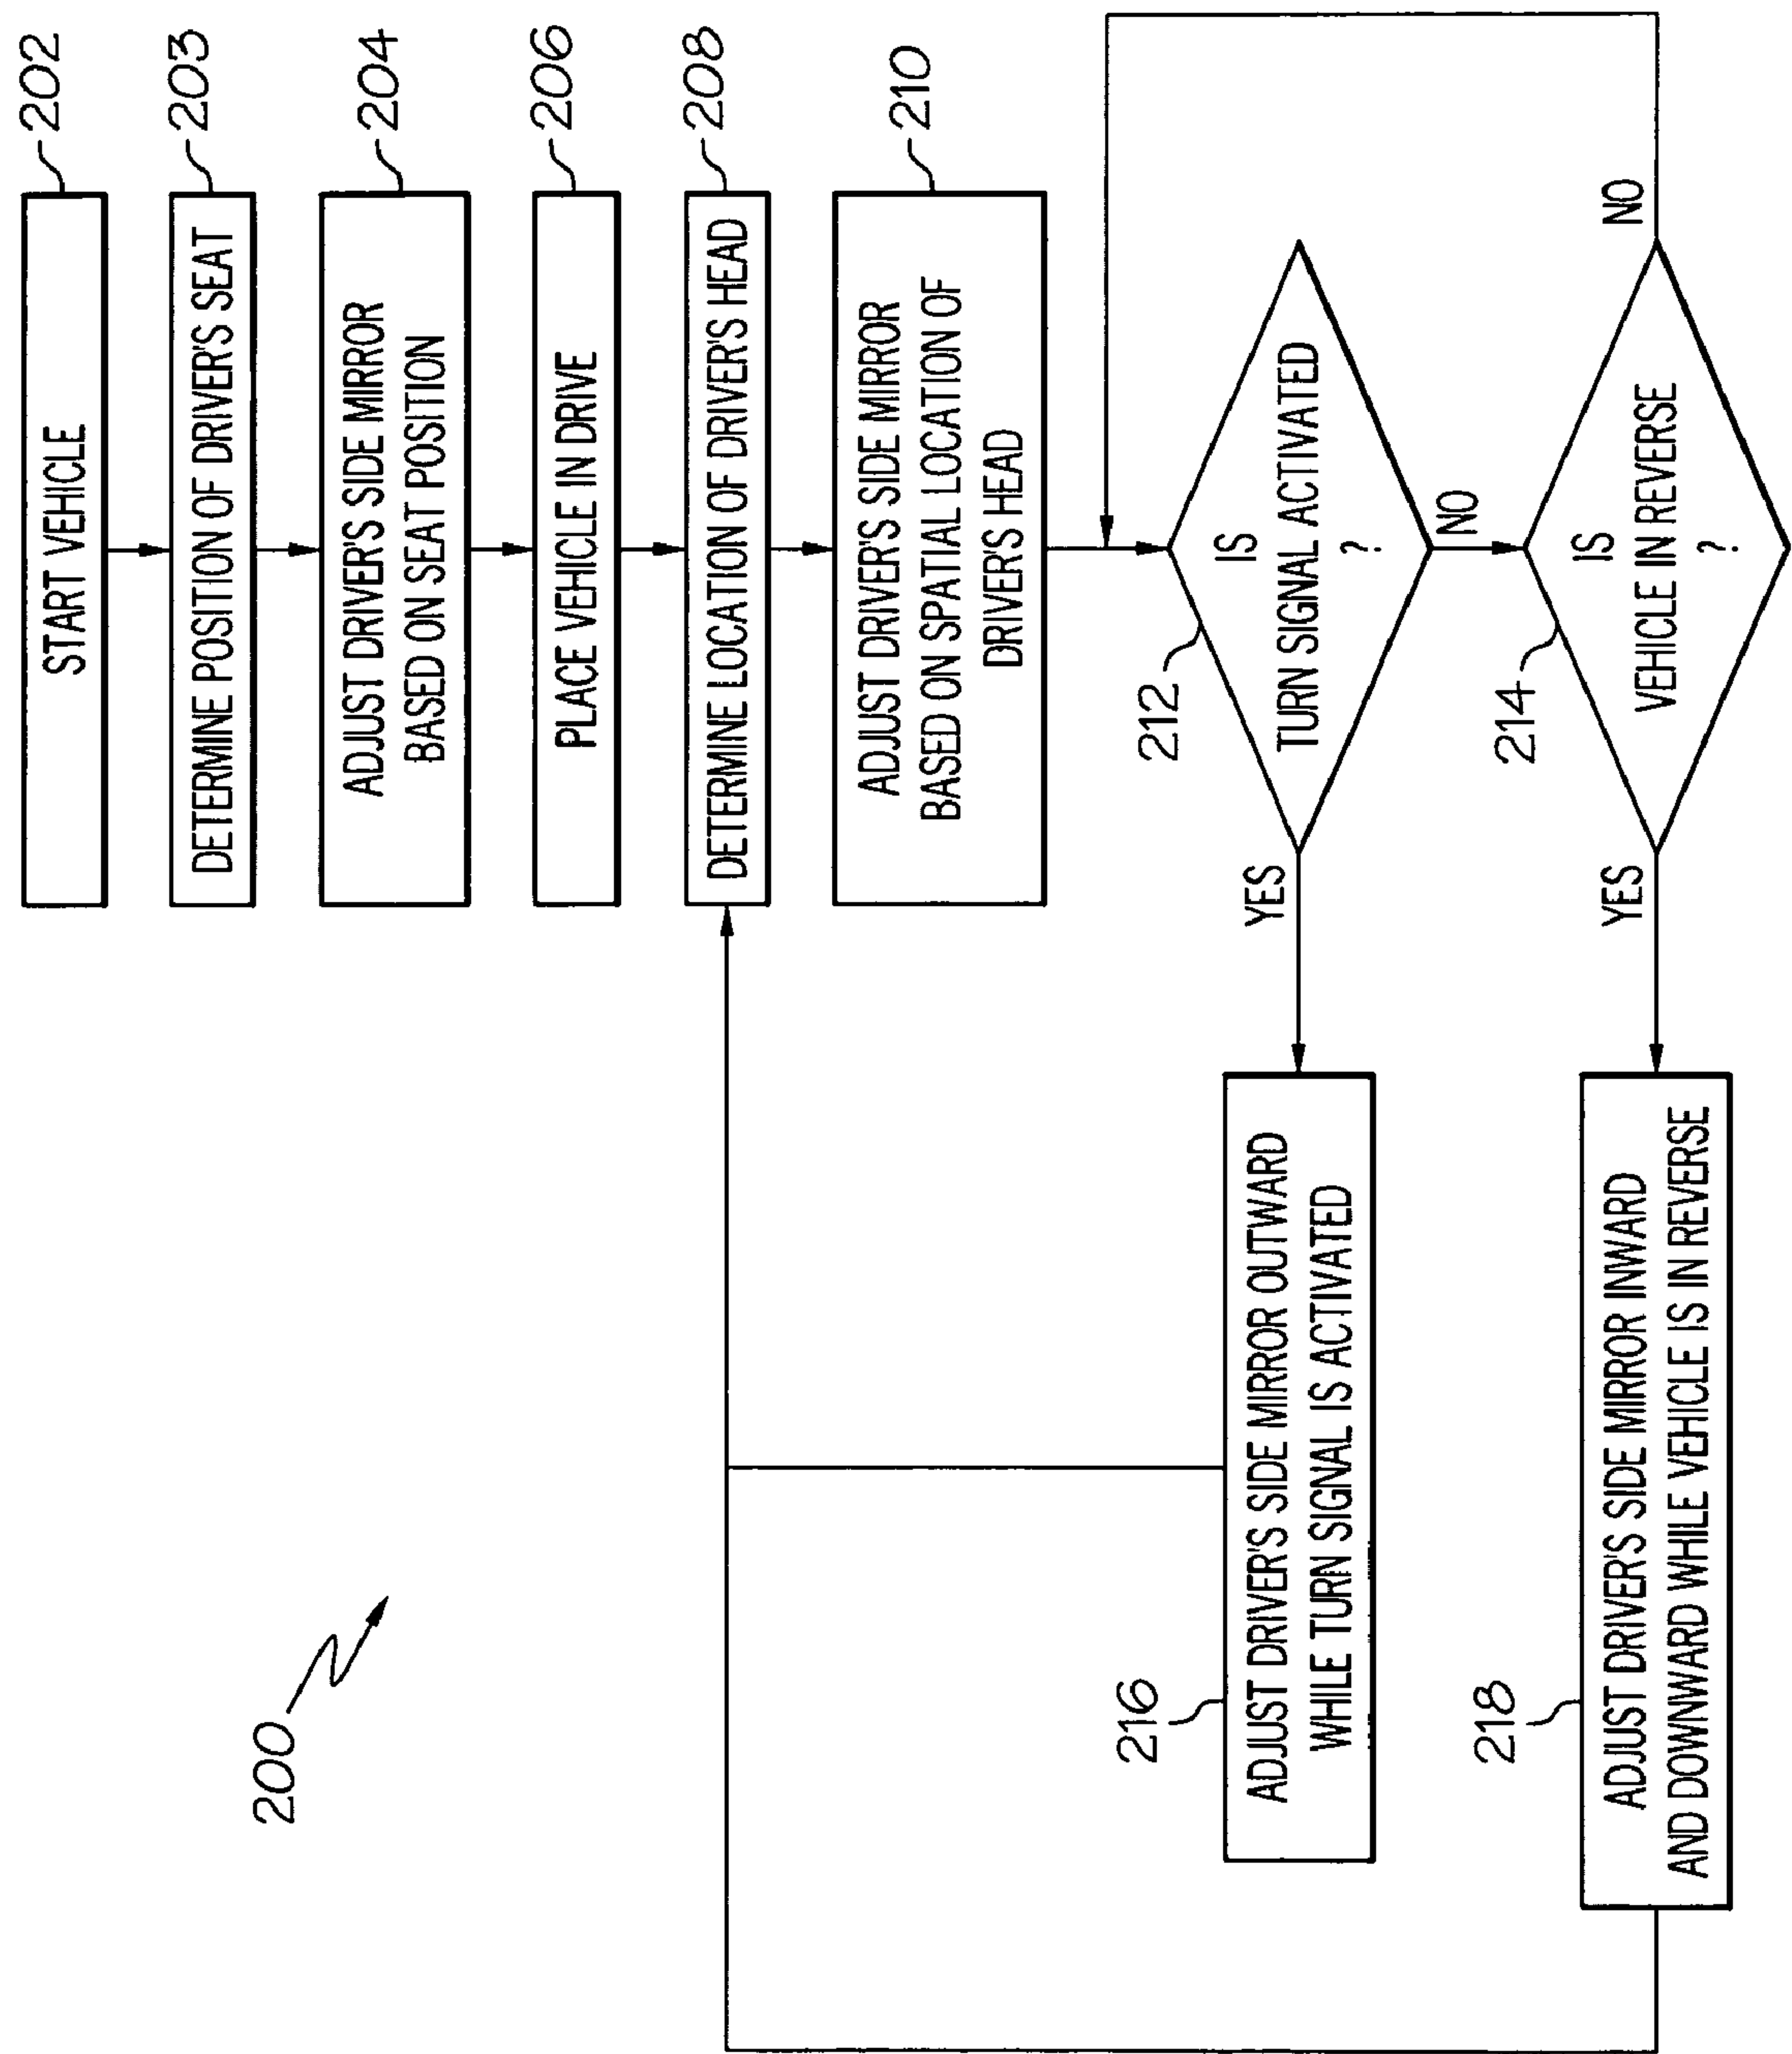 200
START VEHICLE
202
DETERMINE POSITION OF DRIVER'S SEAT
203
ADJUST DRIVER'S SIDE MIRROR
BASED ON SEAT POSITION
204
PLACE VEHICLE IN DRIVE
206
DETERMINE LOCATION OF DRIVER'S HEAD
208
ADJUST DRIVER'S SIDE MIRROR
BASED ON SPATIAL LOCATION OF
DRIVER'S HEAD
210
212
IS
TURN SIGNAL ACTIVATED
?
YES
NO
216
ADJUST DRIVER'S SIDE MIRROR OUTWARD
WHILE TURN SIGNAL IS ACTIVATED
214
IS
VEHICLE IN REVERSE
?
YES
NO
218
ADJUST DRIVER'S SIDE MIRROR INWARD
AND DOWNWARD WHILE VEHICLE IS IN REVERSE